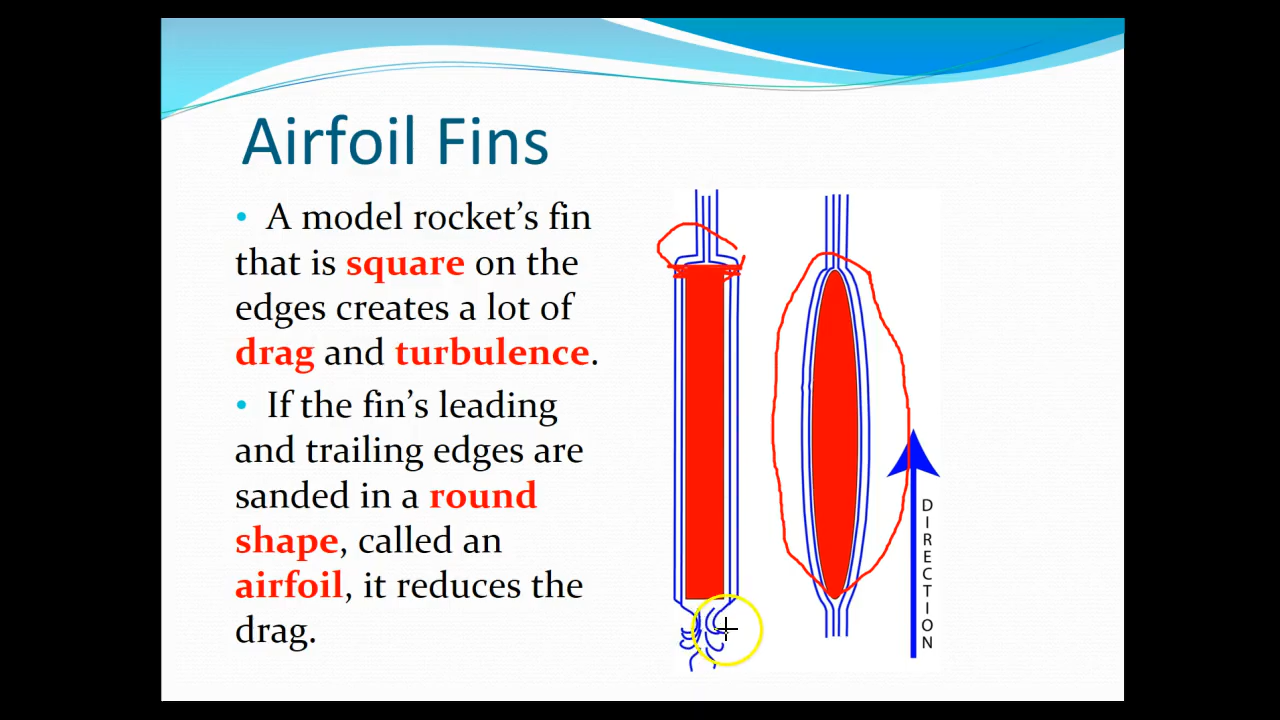 Airfoil Fins
• A model rocket’s fin
that is square on the
edges creates a lot of
drag and turbulence.
• If the fin’s leading
and trailing edges are
sanded in a round
shape, called an
airfoil, it reduces the
drag.
DIRECTION